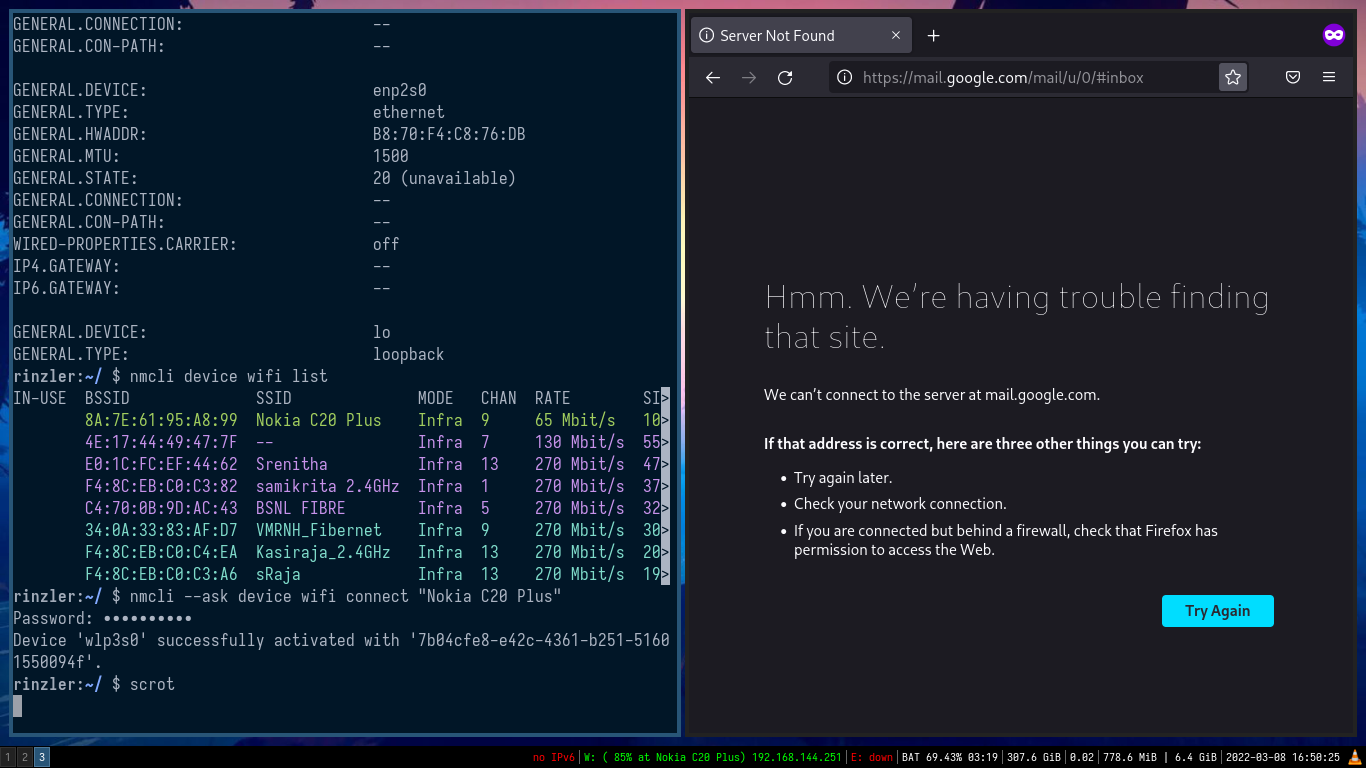 GENERAL.CONNECTION: --
GENERAL.CON-PATH: --
GENERAL.DEVICE: enp2s0
GENERAL.TYPE: ethernet
GENERAL.HWADDR: B8:70:F4:C8:76:DB
GENERAL.MTU: 1500
GENERAL.STATE: 20 (unavailable)
GENERAL.CONNECTION: --
GENERAL.CON-PATH: --
WIRED-PROPERTIES.CARRIER: off
IP4.GATEWAY: --
IP6.GATEWAY: --
GENERAL.DEVICE: lo
GENERAL.TYPE: loopback
rinzler:~/ $ nmcli device wifi list
IN-USE BSSID SSID MODE CHAN RATE SI>
8A:7E:61:95:A8:99 Nokia C20 Plus Infra 9 65 Mbit/s 10>
4E:17:44:49:47:7F -- Infra 7 130 Mbit/s 55>
E0:1C:FC:EF:44:62 Srenitha Infra 13 270 Mbit/s 47>
F4:8C:EB:C0:C3:82 samikrita 2.4GHz Infra 1 270 Mbit/s 37>
C4:70:0B:9D:AC:43 BSNL FIBRE Infra 5 270 Mbit/s 32>
34:0A:33:83:AF:D7 VMRNH_Fibernet Infra 9 270 Mbit/s 30>
F4:8C:EB:C0:C4:EA Kasiraja_2.4GHz Infra 13 270 Mbit/s 20>
F4:8C:EB:C0:C3:A6 sRaja Infra 13 270 Mbit/s 19>
rinzler:~/ $ nmcli --ask device wifi connect "Nokia C20 Plus"
Password: ••••••••••
Device 'wlp3s0' successfully activated with '7b04cfe8-e42c-4361-b251-5160
1550094f'.
rinzler:~/ $ scrot
Server Not Found
https://mail.google.com/mail/u/0/#inbox
Hmm. We’re having trouble finding
that site.
We can’t connect to the server at mail.google.com.
If that address is correct, here are three other things you can try:
• Try again later.
• Check your network connection.
• If you are connected but behind a firewall, check that Firefox has
permission to access the Web.
Try Again
1 2 3 no IPv6|W: ( 85% at Nokia C20 Plus) 192.168.144.251|E: down|BAT 69.43% 03:19|307.6 GiB|0.02|778.6 MiB | 6.4 GiB|2022-03-08 16:50:25